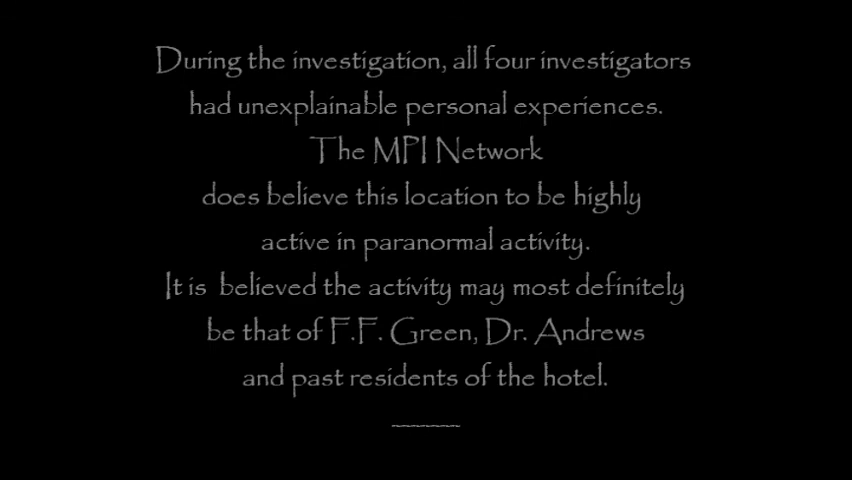 During the investigation, all four investigators
had unexplainable personal experiences.
The MPI Network
does believe this location to be highly
active in paranormal activity.
It is believed the activity may most definitely
be that of F.F. Green, Dr. Andrews
and past residents of the hotel.